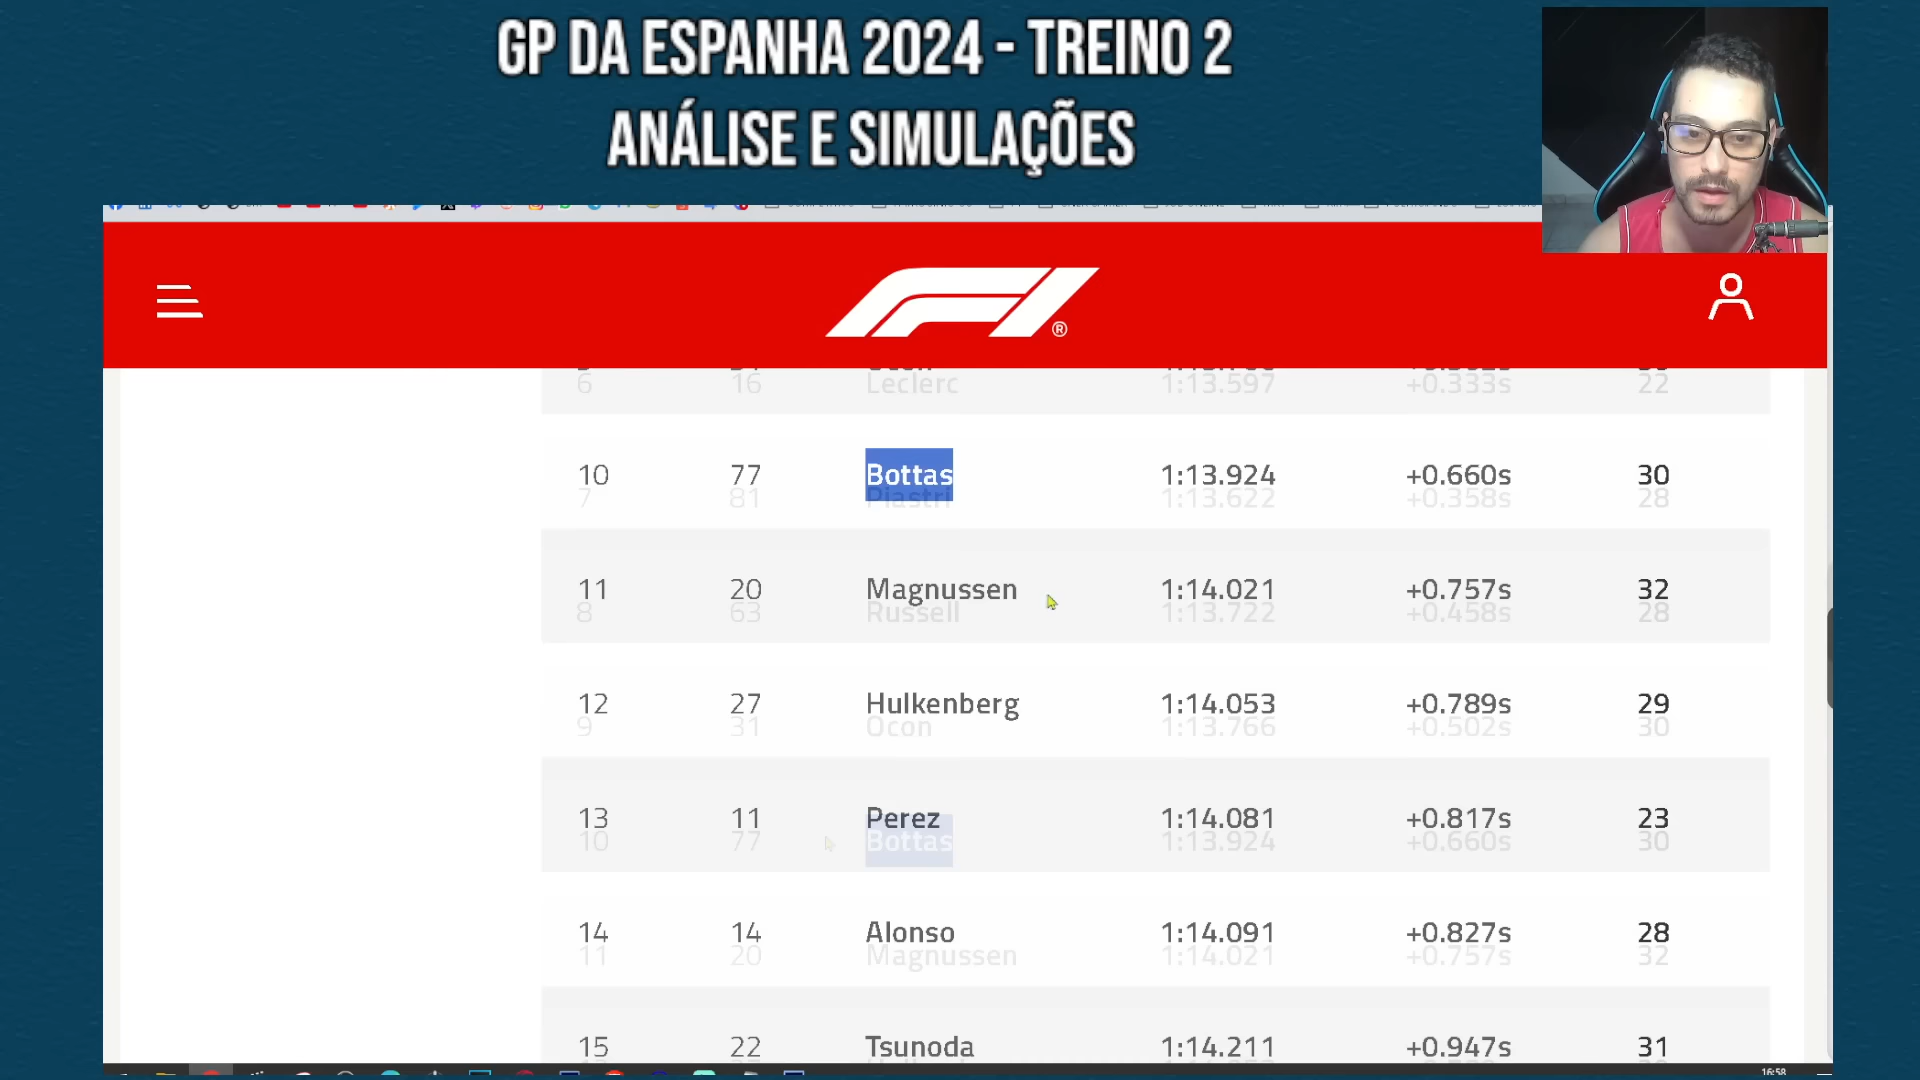 GP DA ESPANHA 2024 - TREINO 2
ANÁLISE E SIMULAÇÕES
F1®
6 16 Leclerc 1:13.597 +0.333s 22
10 77 Bottas 1:13.924 +0.660s 30
7 81 Piastri 1:13.622 +0.358s 28
11 20 Magnussen 1:14.021 +0.757s 32
8 63 Russell 1:13.722 +0.458s 28
12 27 Hulkenberg 1:14.053 +0.789s 29
9 31 Ocon 1:13.766 +0.502s 30
13 11 Perez 1:14.081 +0.817s 23
10 77 Bottas 1:13.924 +0.660s 30
14 14 Alonso 1:14.091 +0.827s 28
11 20 Magnussen 1:14.021 +0.757s 32
15 22 Tsunoda 1:14.211 +0.947s 31
16:58